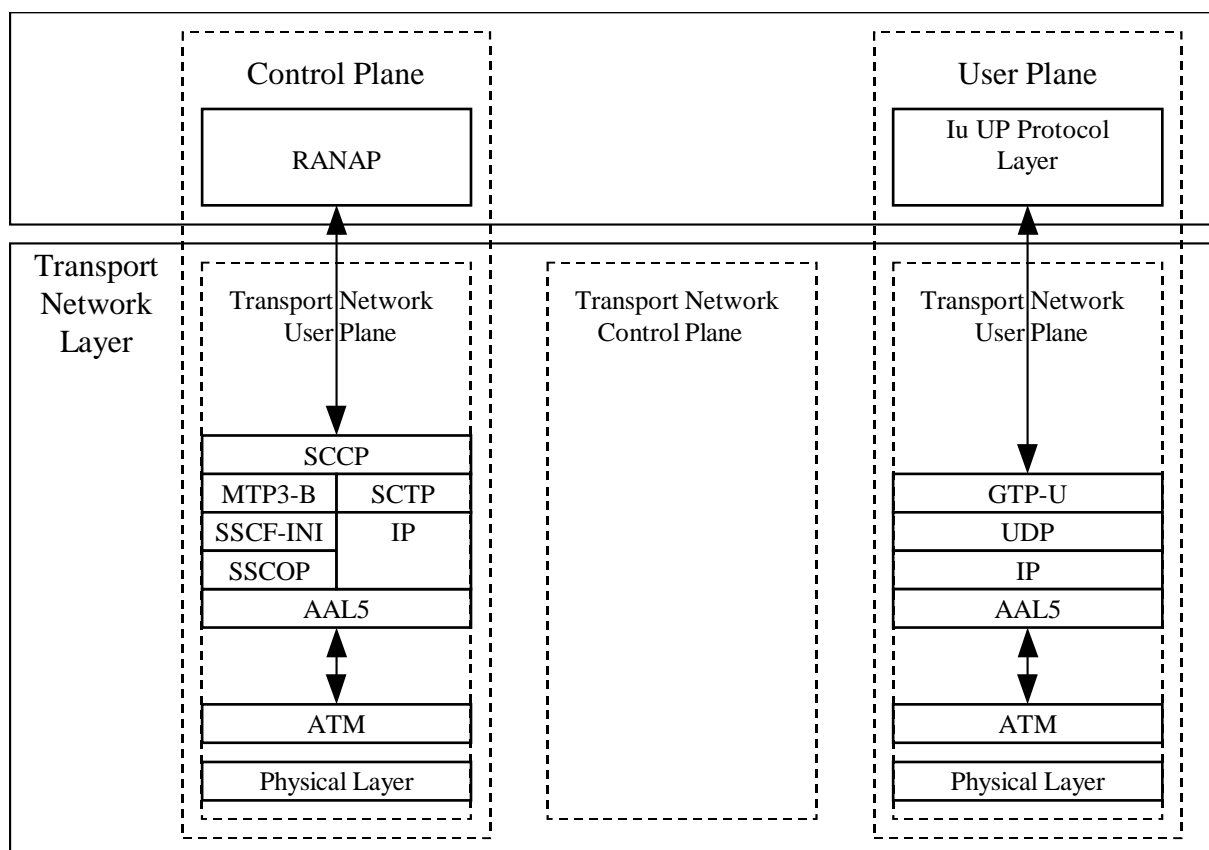 Control Plane
User Plane
RANAP
Iu UP Protocol
Layer
Transport
Network
Layer
Transport Network
User Plane
Transport Network
Control Plane
Transport Network
User Plane
SCCP
MTP3-B
SCTP
SSCF-INI
IP
SSCOP
AAL5
GTP-U
UDP
IP
AAL5
ATM
ATM
Physical Layer
Physical Layer